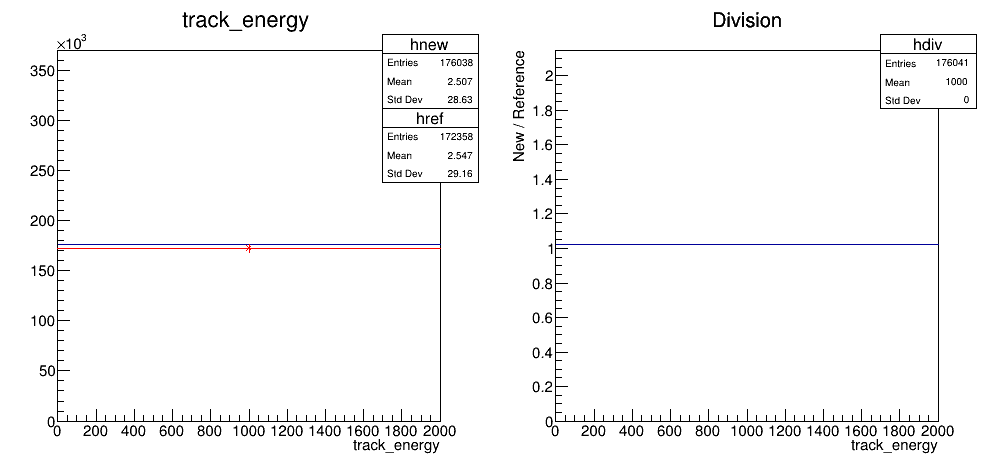 track_energy
×10³
hnew
Entries 176038
Mean 2.507
Std Dev 28.63
href
Entries 172358
Mean 2.547
Std Dev 29.16
350
300
250
200
150
100
50
0
0 200 400 600 800 1000 1200 1400 1600 1800 2000
track_energy
Division
hdiv
Entries 176041
Mean 1000
Std Dev 0
New / Reference
2
1.8
1.6
1.4
1.2
1
0.8
0.6
0.4
0.2
0
0 200 400 600 800 1000 1200 1400 1600 1800 2000
track_energy